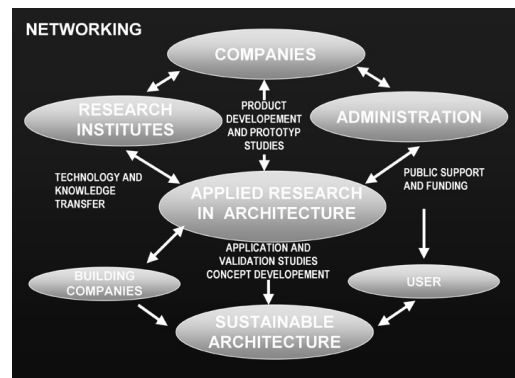 NETWORKING
COMPANIES
RESEARCH
INSTITUTES
PRODUCT
DEVELOPEMENT
AND PROTOTYP
STUDIES
ADMINISTRATION
TECHNOLOGY AND
KNOWLEDGE
TRANSFER
APPLIED RESEARCH
IN ARCHITECTURE
PUBLIC SUPPORT
AND FUNDING
APPLICATION AND
VALIDATION STUDIES
CONCEPT DEVELOPEMENT
BUILDING
COMPANIES
USER
SUSTAINABLE
ARCHITECTURE